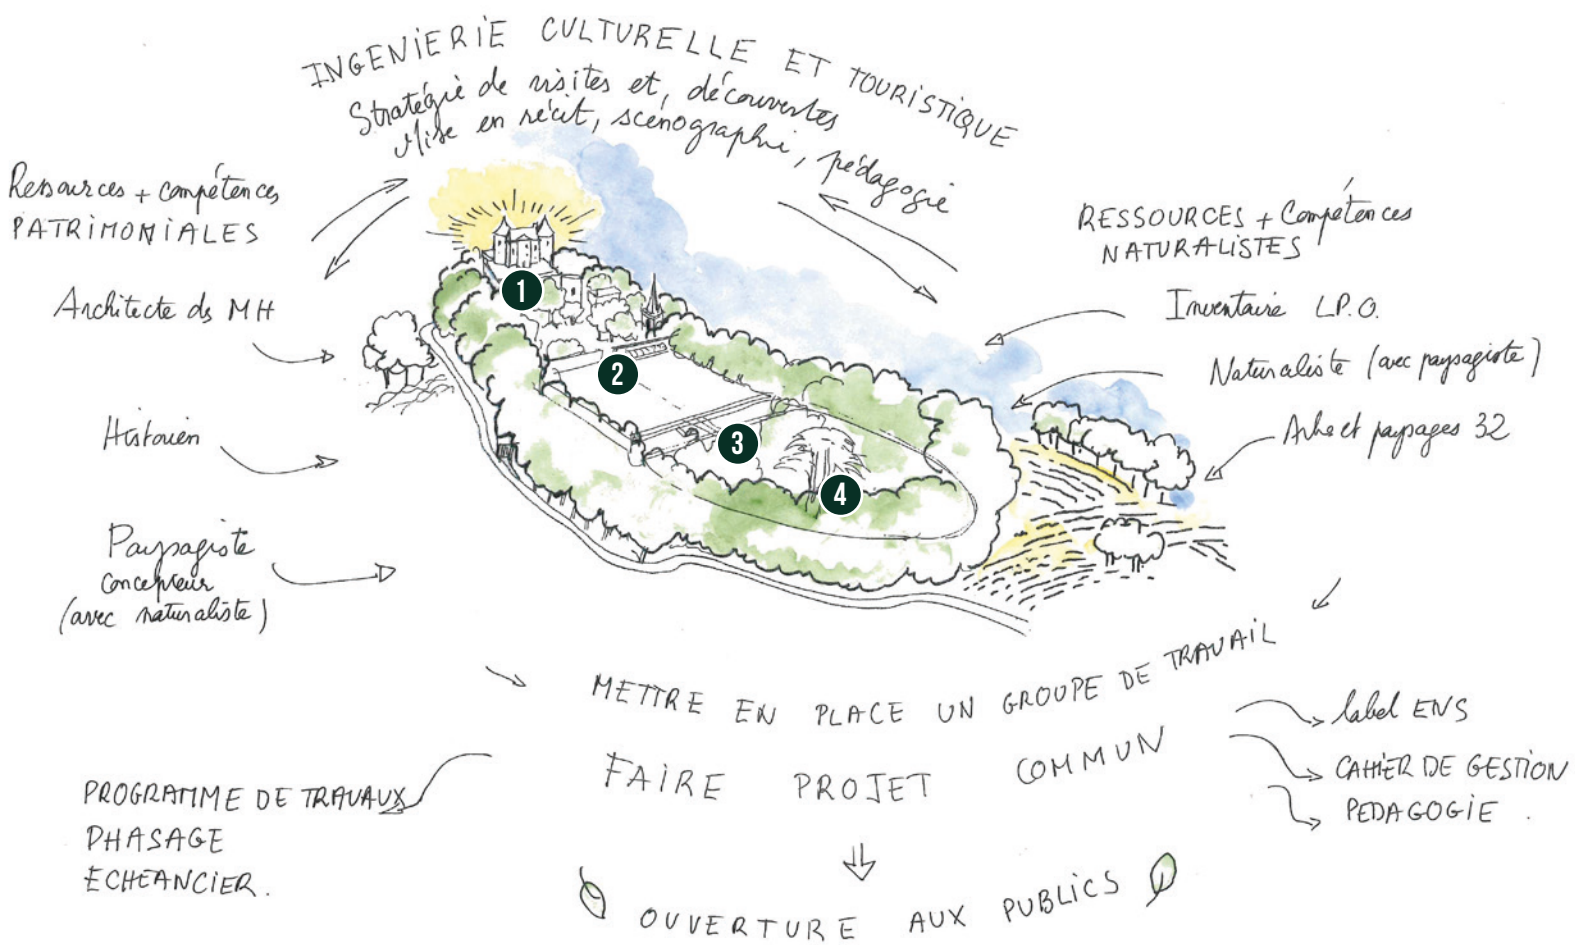 INGENIERIE CULTURELLE ET TOURISTIQUE
Stratégie de visites et, découvertes
Mise en récit, scénographie, pédagogie
Ressources + compétences
PATRIMONIALES
Architecte ds MH
Historien
Paysagiste
concepteur
(avec naturaliste)
RESSOURCES + Compétences
NATURALISTES
Inventaire LP.O.
Naturaliste (avec paysagiste)
Arbre et paysages 32
1
2
3
4
METTRE EN PLACE UN GROUPE DE TRAVAIL
FAIRE PROJET COMMUN
label ENS
CAHIER DE GESTION
PEDAGOGIE.
PROGRAMME DE TRAVAUX
PHASAGE
ECHEANCIER.
OUVERTURE AUX PUBLICS